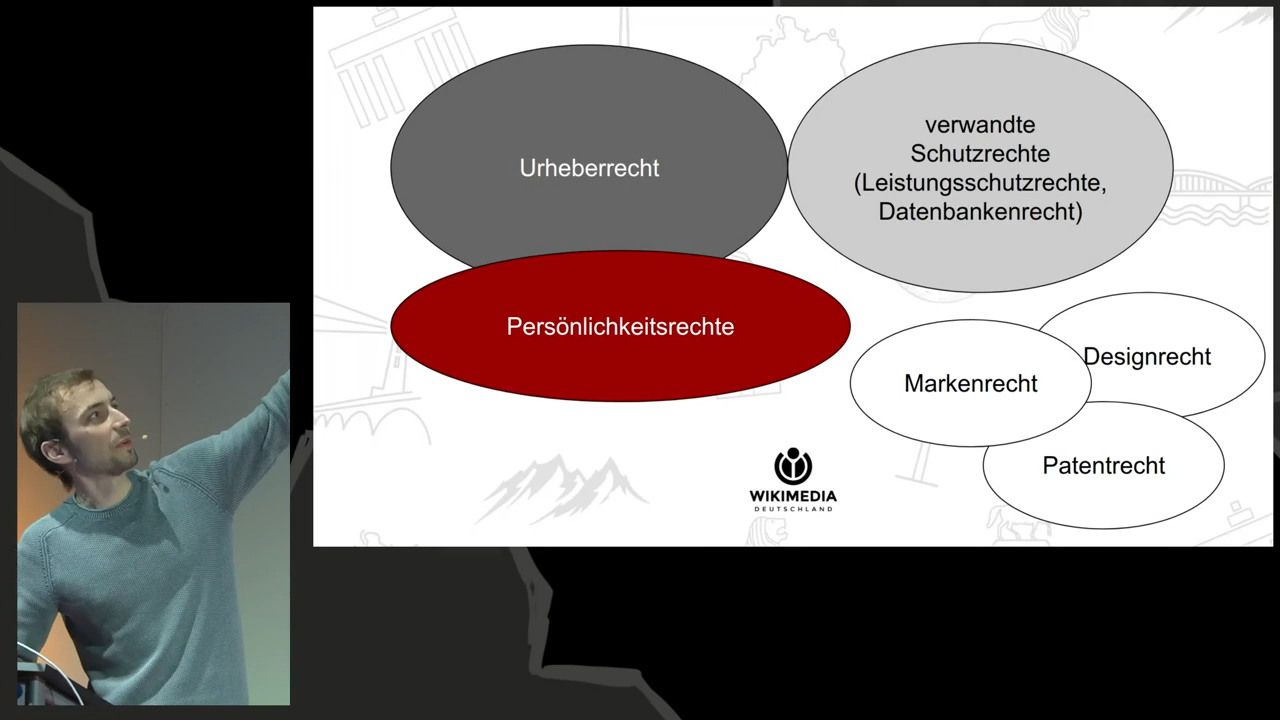 Urheberrecht
verwandte
Schutzrechte
(Leistungsschutzrechte,
Datenbankenrecht)
Persönlichkeitsrechte
Designrecht
Markenrecht
Patentrecht
WIKIMEDIA
DEUTSCHLAND